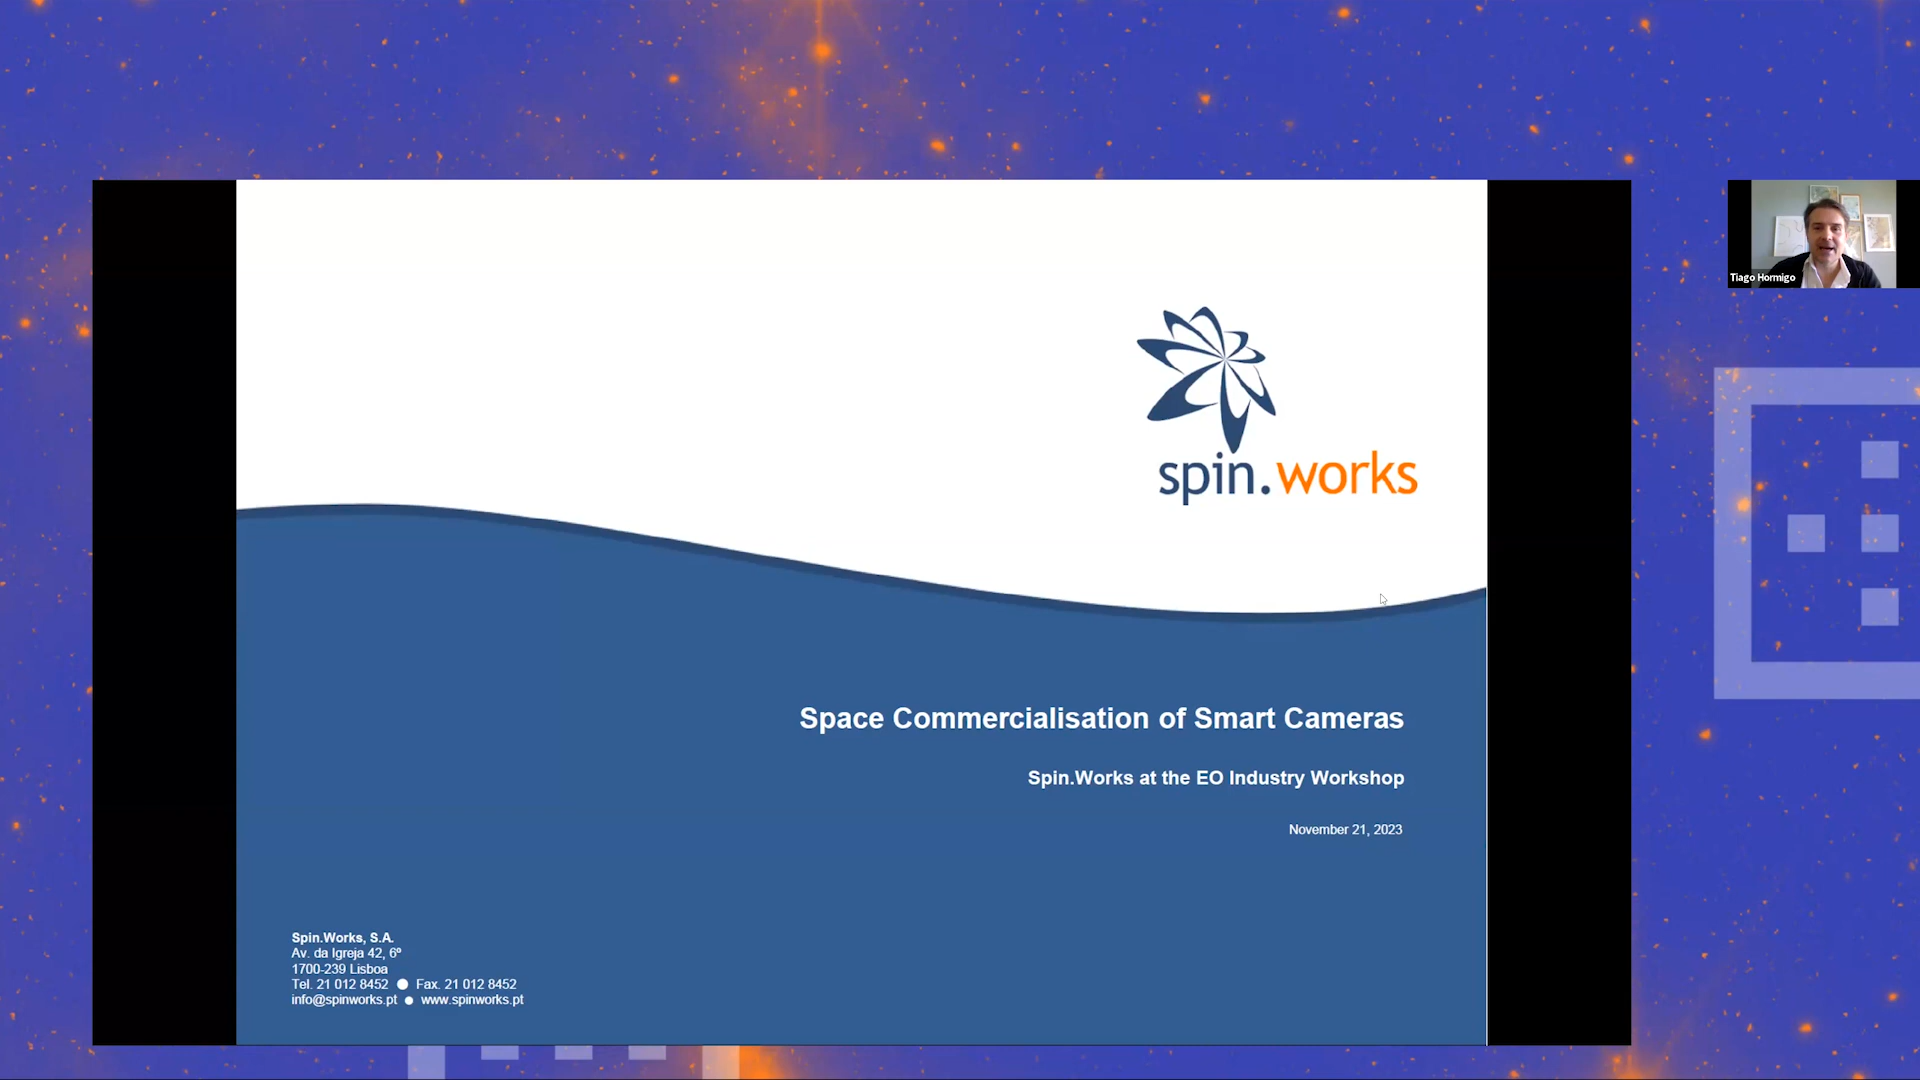 spin.works
Space Commercialisation of Smart Cameras
Spin.Works at the EO Industry Workshop
November 21, 2023
Spin.Works, S.A.
Av. da Igreja 42, 6º
1700-239 Lisboa
Tel. 21 012 8452 ● Fax. 21 012 8452
info@spinworks.pt ● www.spinworks.pt
Tiago Hormigo